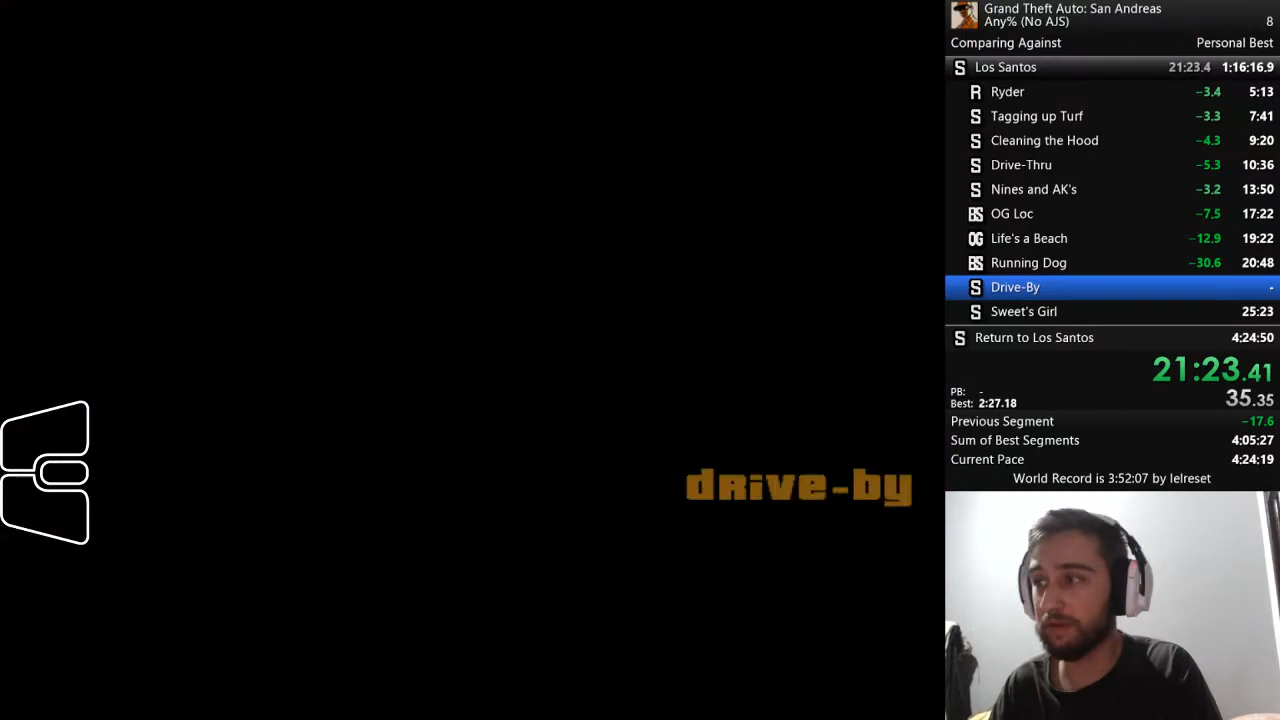 Grand Theft Auto: San Andreas
Any% (No AJS) 8
Comparing Against Personal Best
S Los Santos 21:23.4 1:16:16.9
R Ryder −3.4 5:13
S Tagging up Turf −3.3 7:41
S Cleaning the Hood −4.3 9:20
S Drive-Thru −5.3 10:36
S Nines and AK's −3.2 13:50
BS OG Loc −7.5 17:22
OG Life's a Beach −12.9 19:22
BS Running Dog −30.6 20:48
S Drive-By -
S Sweet's Girl 25:23
S Return to Los Santos 4:24:50
21:23.41
PB: -
Best: 2:27.18 35.35
Previous Segment −17.6
Sum of Best Segments 4:05:27
Current Pace 4:24:19
World Record is 3:52:07 by lelreset
drive-by